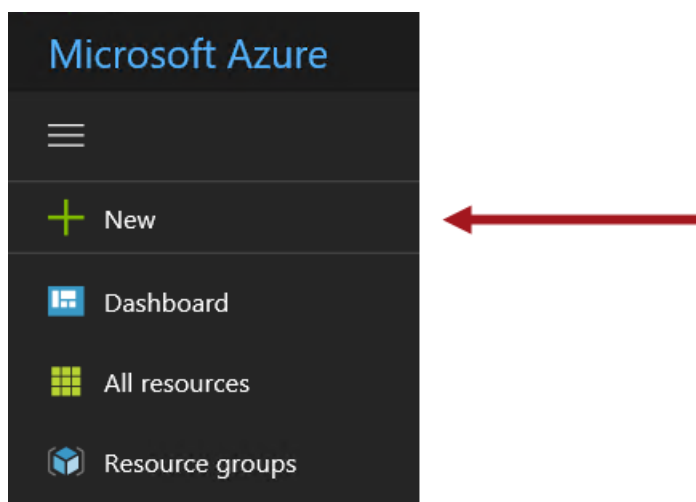 Microsoft Azure
New
Dashboard
All resources
Resource groups